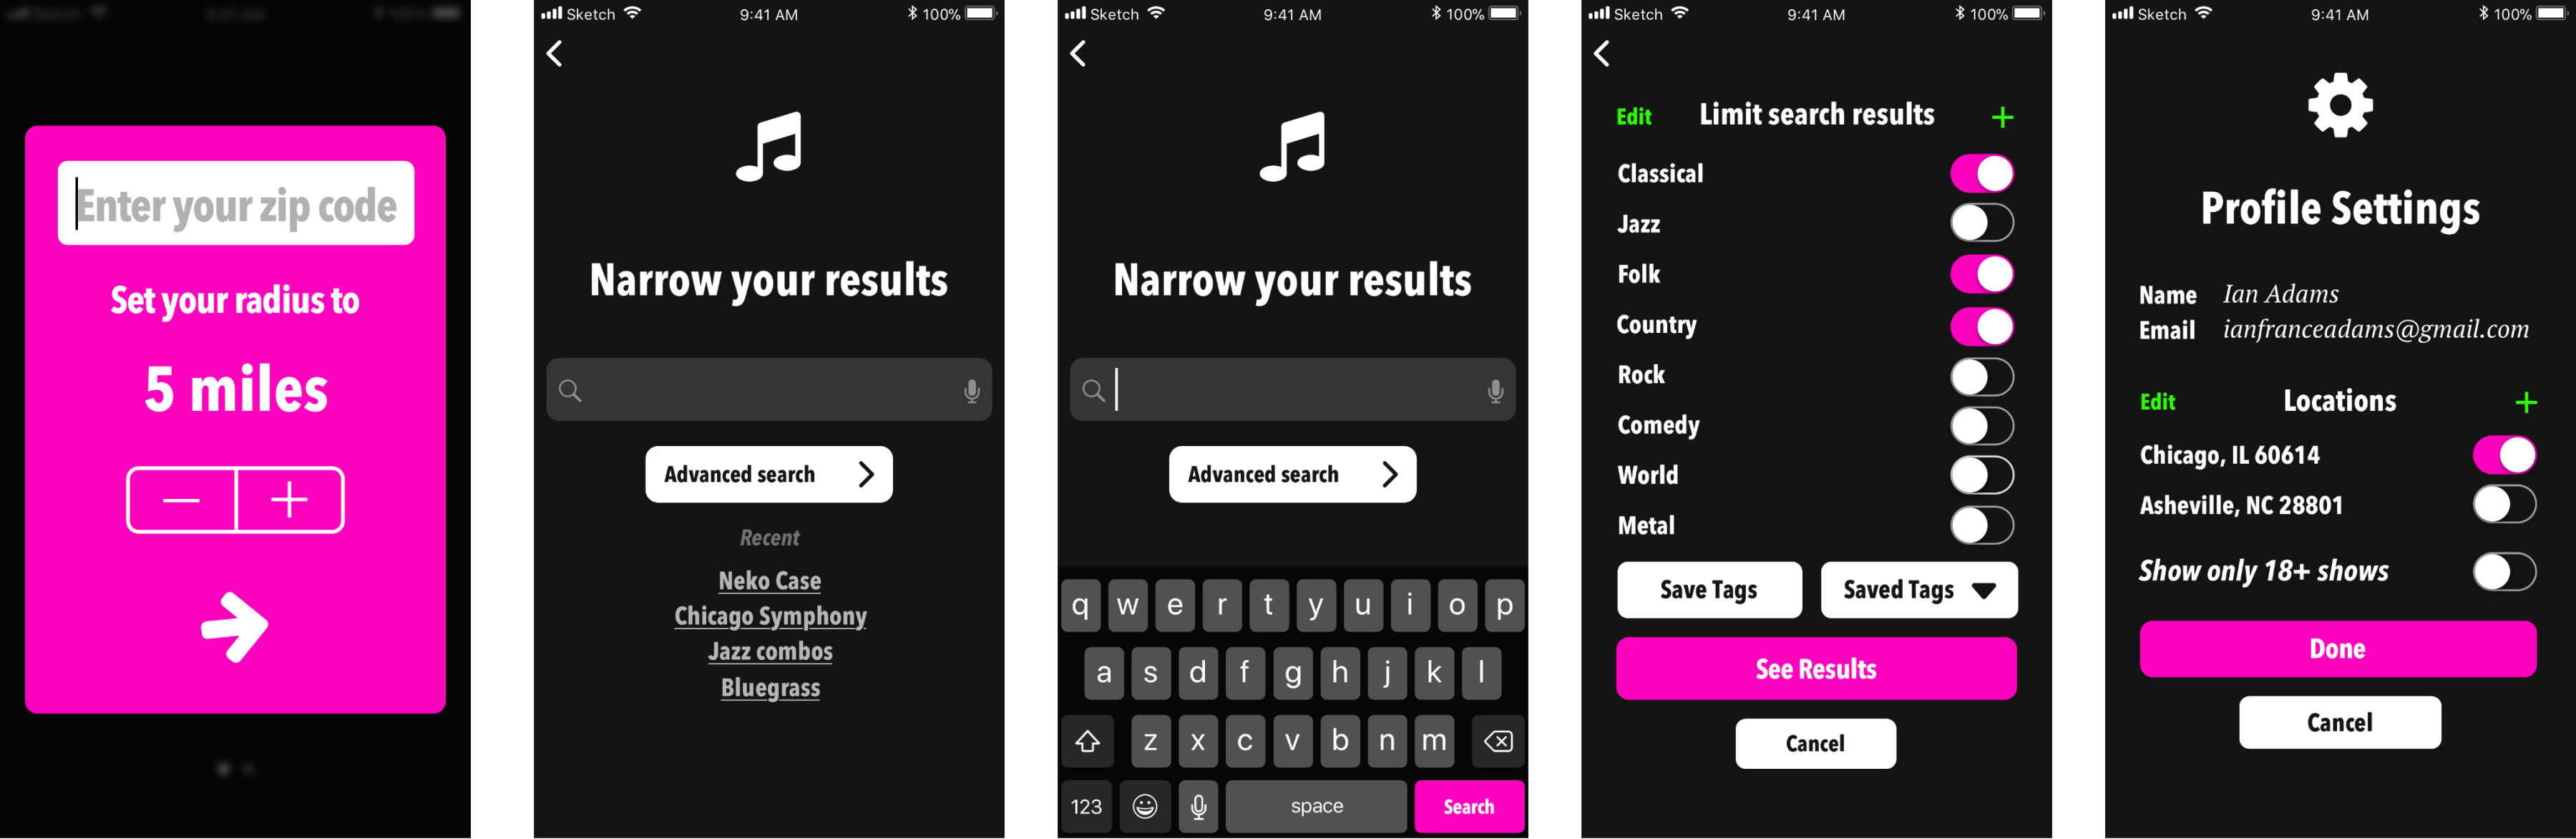 Enter your zip code
Set your radius to
5 miles
Sketch 9:41 AM 100%
Narrow your results
Advanced search
Recent
Neko Case
Chicago Symphony
Jazz combos
Bluegrass
Sketch 9:41 AM 100%
Narrow your results
Advanced search
q w e r t y u i o p
a s d f g h j k l
z x c v b n m
123 space Search
Sketch 9:41 AM 100%
Edit Limit search results +
Classical
Jazz
Folk
Country
Rock
Comedy
World
Metal
Save Tags Saved Tags
See Results
Cancel
Sketch 9:41 AM 100%
Profile Settings
Name Ian Adams
Email ianfranceadams@gmail.com
Edit Locations +
Chicago, IL 60614
Asheville, NC 28801
Show only 18+ shows
Done
Cancel